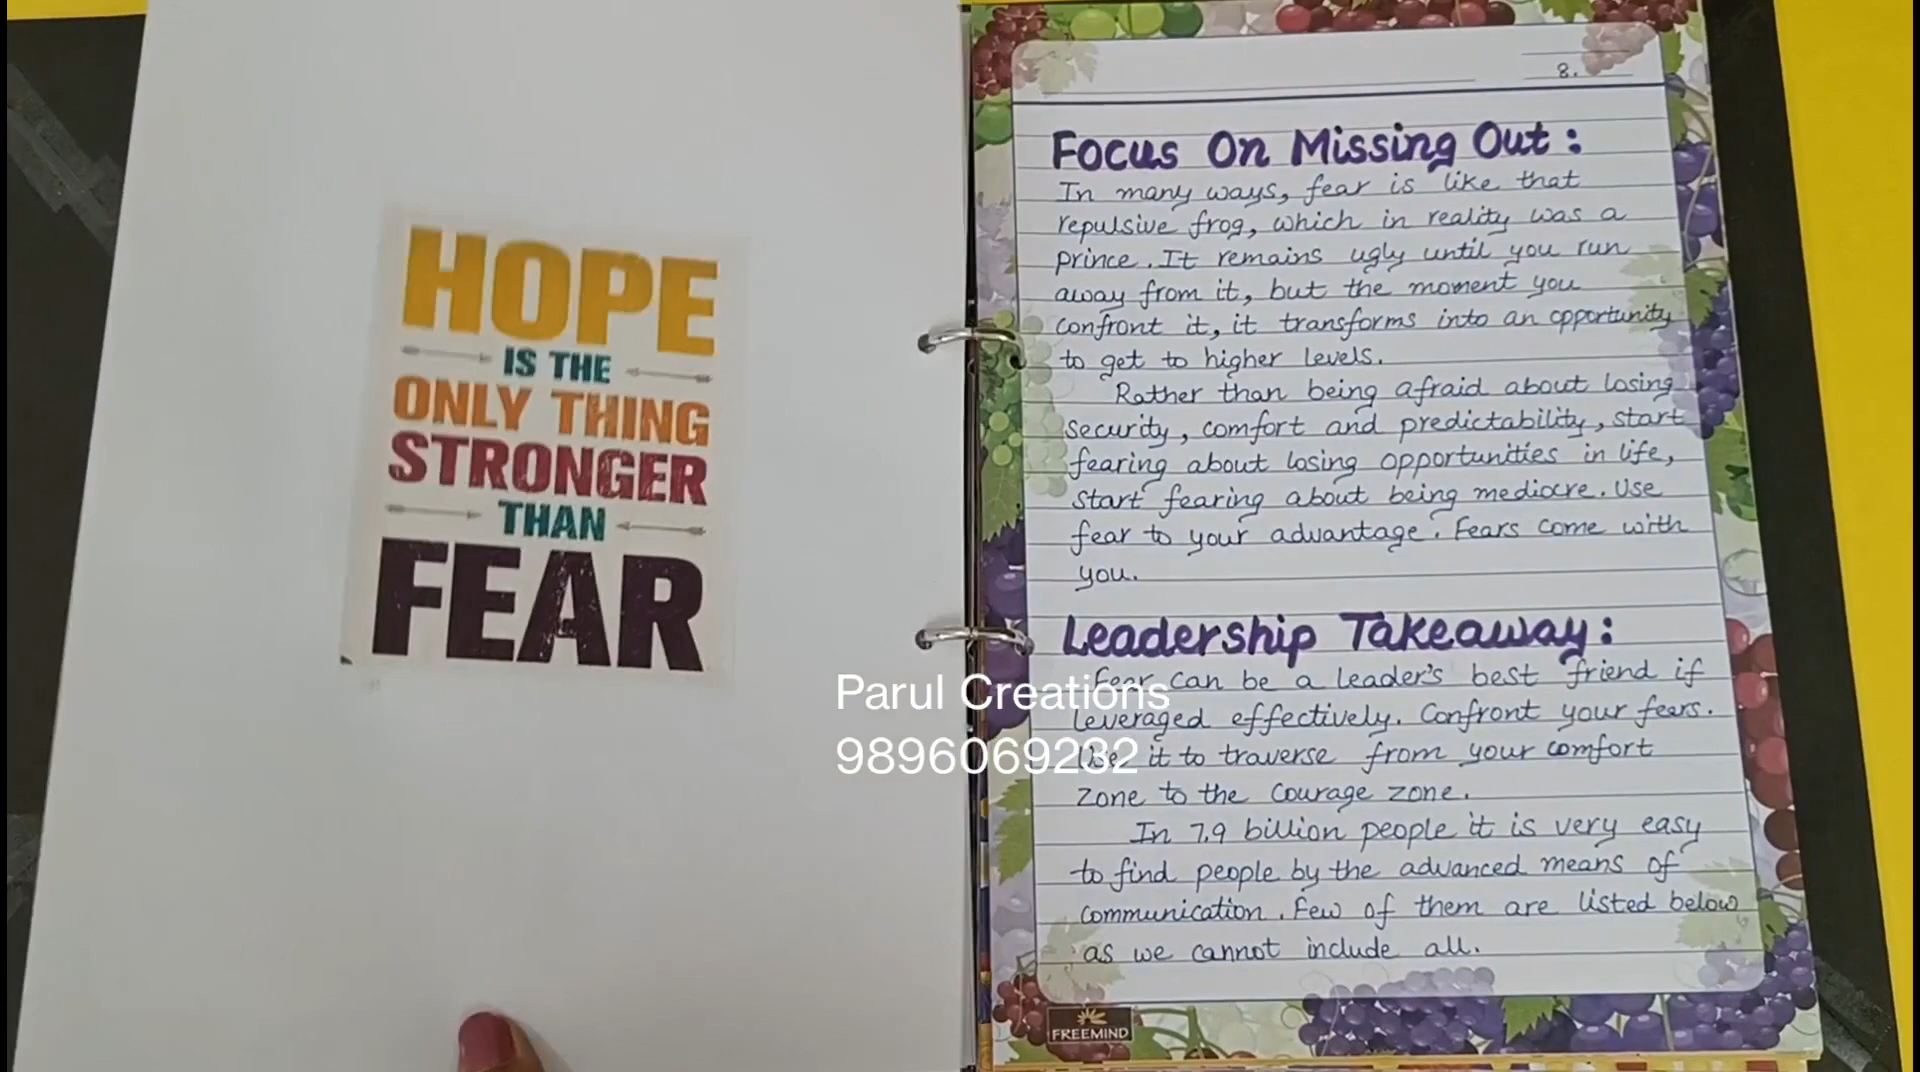 HOPE
IS THE
ONLY THING
STRONGER
THAN
FEAR
8.
Focus On Missing Out:
In many ways, fear is like that
repulsive frog, which in reality was a
prince. It remains ugly until you run
away from it, but the moment you
confront it, it transforms into an opportunity
to get to higher levels.
Rather than being afraid about losing
security, comfort and predictability, start
fearing about losing opportunities in life,
start fearing about being mediocre. Use
fear to your advantage. Fears come with
you.
Leadership Takeaway:
Fear can be a leader's best friend if
leveraged effectively. Confront your fears.
Use it to traverse from your comfort
zone to the courage zone.
In 7.9 billion people it is very easy
to find people by the advanced means of
communication. Few of them are listed below
as we cannot include all.
FREEMIND
Parul Creations
9896069232